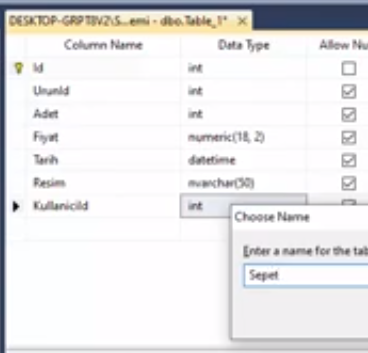 DESKTOP-GRPT8V2\S...emi - dbo.Table_1*
Column Name Data Type Allow Nu
Id int
UrunId int
Adet int
Fiyat numeric(18, 2)
Tarih datetime
Resim nvarchar(50)
KullaniciId int
Choose Name
Enter a name for the tab
Sepet